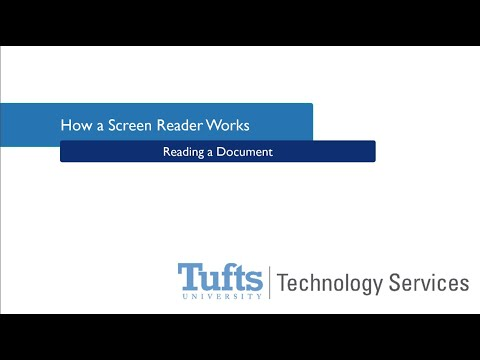 How a Screen Reader Works
Reading a Document
Tufts
UNIVERSITY
Technology Services